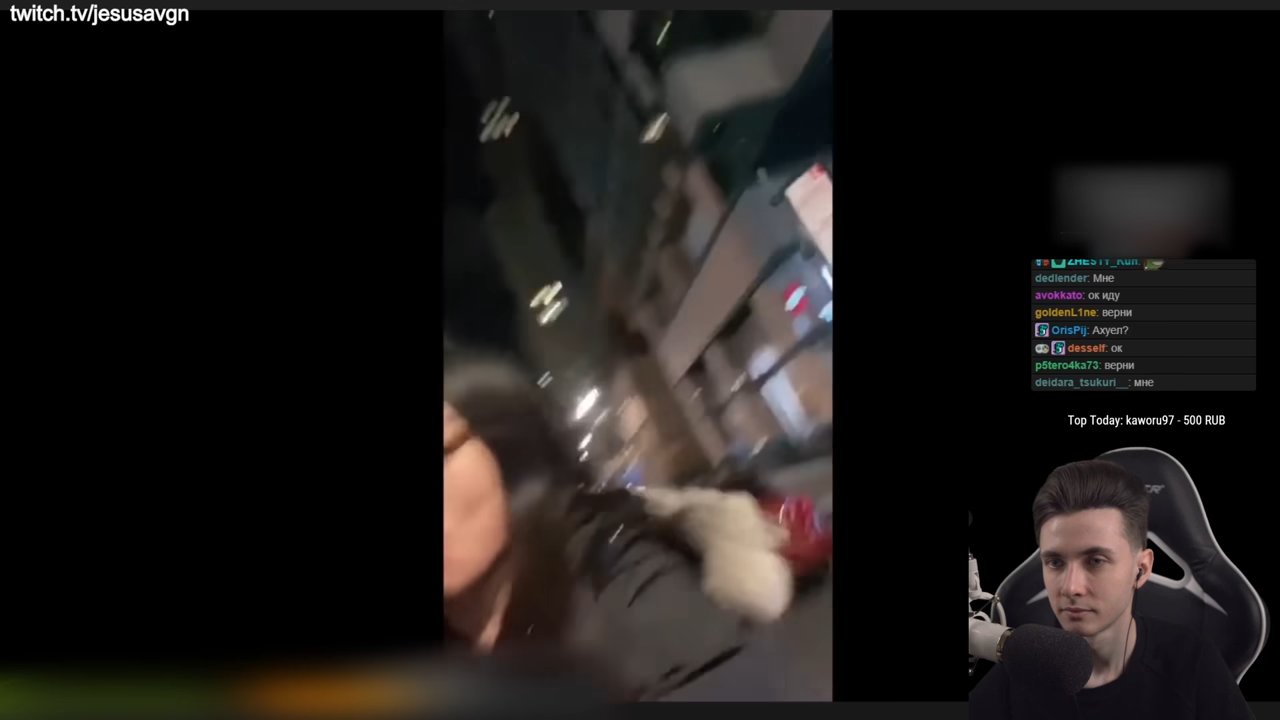 twitch.tv/jesusavgn
ZHESTY_Run:
dedlender: Мне
avokkato: ок иду
goldenL1ne: верни
OrisPij: Ахуел?
desself: ок
p5tero4ka73: верни
deidara_tsukuri__: мне
Top Today: kaworu97 - 500 RUB